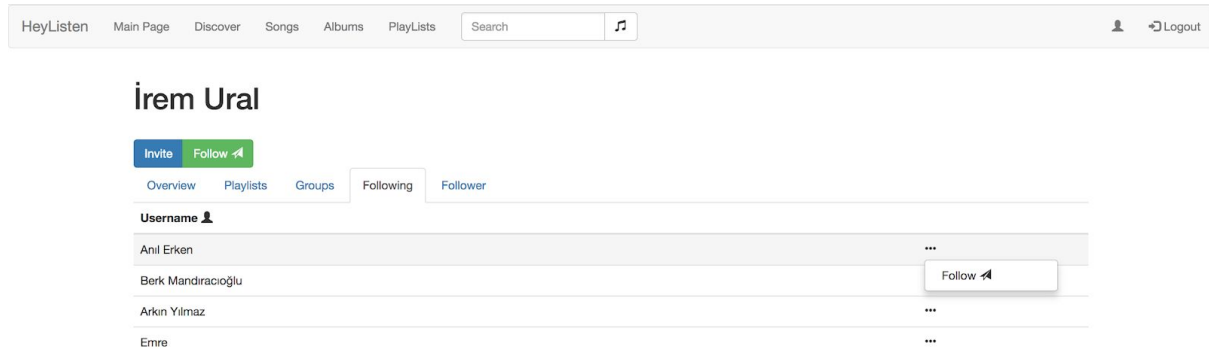 HeyListen Main Page Discover Songs Albums PlayLists Search Logout
İrem Ural
Invite Follow
Overview Playlists Groups Following Follower
Username
Anıl Erken
Follow
Berk Mandıracıoğlu
Arkın Yılmaz
Emre